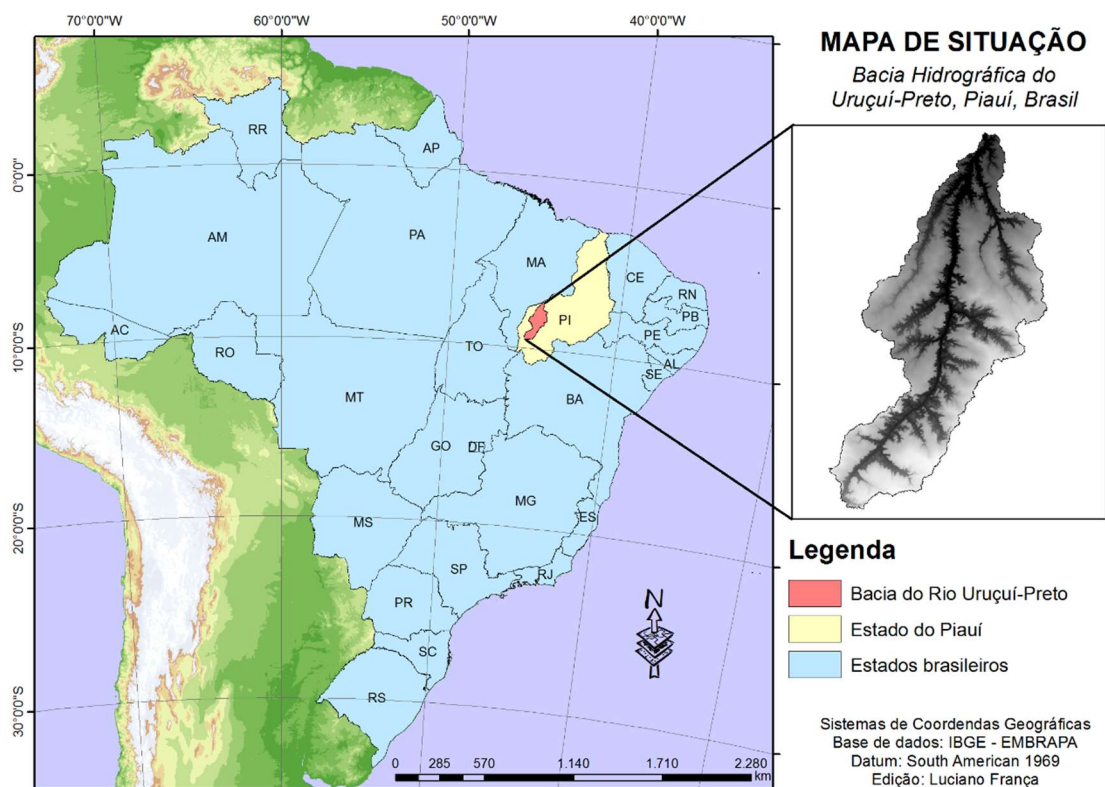 70°0'0"W
60°0'0"W
50°0'0"W
40°0'0"W
MAPA DE SITUAÇÃO
Bacia Hidrográfica do
Uruçuí-Preto, Piauí, Brasil
RR
AP
0°0'0"
AM
PA
MA
CE
RN
PB
PI
PE
AL
SE
AC
RO
TO
10°0'0"S
MT
BA
GO
DF
MG
ES
MS
20°0'0"S
SP
RJ
PR
SC
RS
30°0'0"S
N
Legenda
Bacia do Rio Uruçuí-Preto
Estado do Piauí
Estados brasileiros
0 285 570 1.140 1.710 2.280
km
Sistemas de Coordendas Geográficas
Base de dados: IBGE - EMBRAPA
Datum: South American 1969
Edição: Luciano França